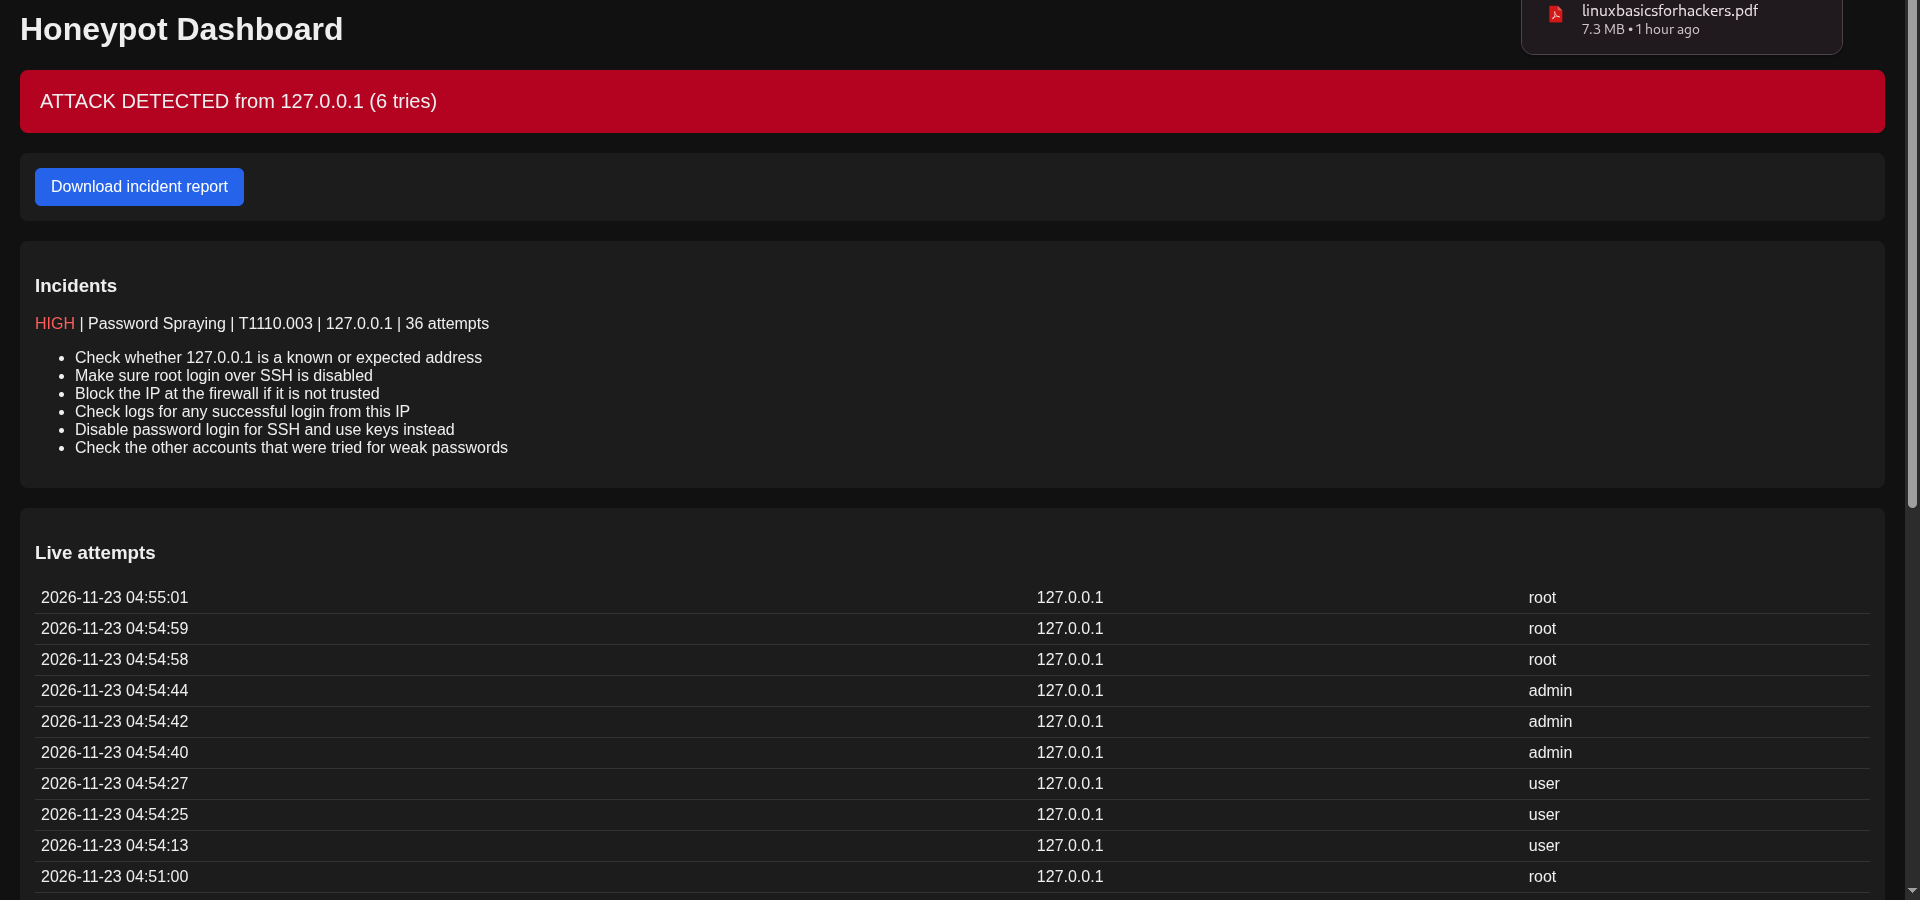 Honeypot Dashboard
linuxbasicsforhackers.pdf
7.3 MB • 1 hour ago
ATTACK DETECTED from 127.0.0.1 (6 tries)
Download incident report
Incidents
HIGH | Password Spraying | T1110.003 | 127.0.0.1 | 36 attempts
• Check whether 127.0.0.1 is a known or expected address
• Make sure root login over SSH is disabled
• Block the IP at the firewall if it is not trusted
• Check logs for any successful login from this IP
• Disable password login for SSH and use keys instead
• Check the other accounts that were tried for weak passwords
Live attempts
2026-11-23 04:55:01 127.0.0.1 root
2026-11-23 04:54:59 127.0.0.1 root
2026-11-23 04:54:58 127.0.0.1 root
2026-11-23 04:54:44 127.0.0.1 admin
2026-11-23 04:54:42 127.0.0.1 admin
2026-11-23 04:54:40 127.0.0.1 admin
2026-11-23 04:54:27 127.0.0.1 user
2026-11-23 04:54:25 127.0.0.1 user
2026-11-23 04:54:13 127.0.0.1 user
2026-11-23 04:51:00 127.0.0.1 root